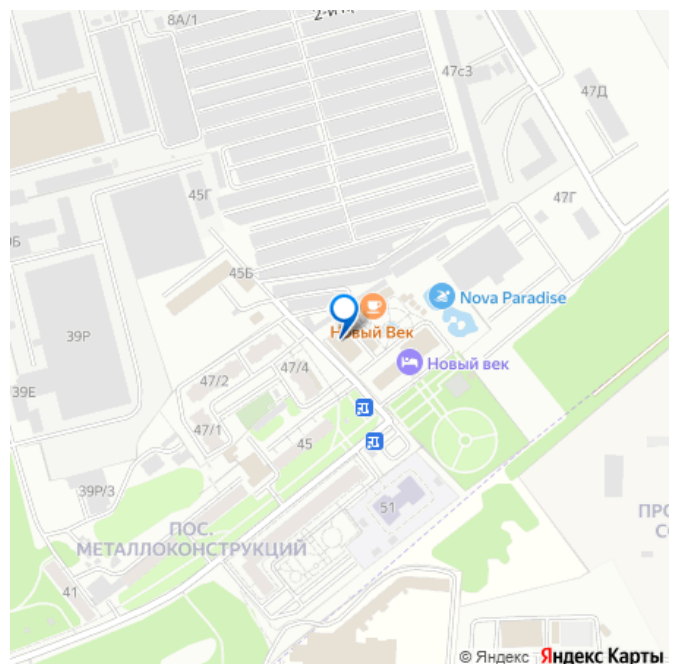 8А/1
47с3
47Д
45Г
47Г
45Б
Nova Paradise
39Р
Новый Век
Новый век
47/2
47/4
39Е
47/1
45
39Р/3
51
ПОС.
МЕТАЛЛОКОНСТРУКЦИЙ
41
© Яндекс Яндекс Карты